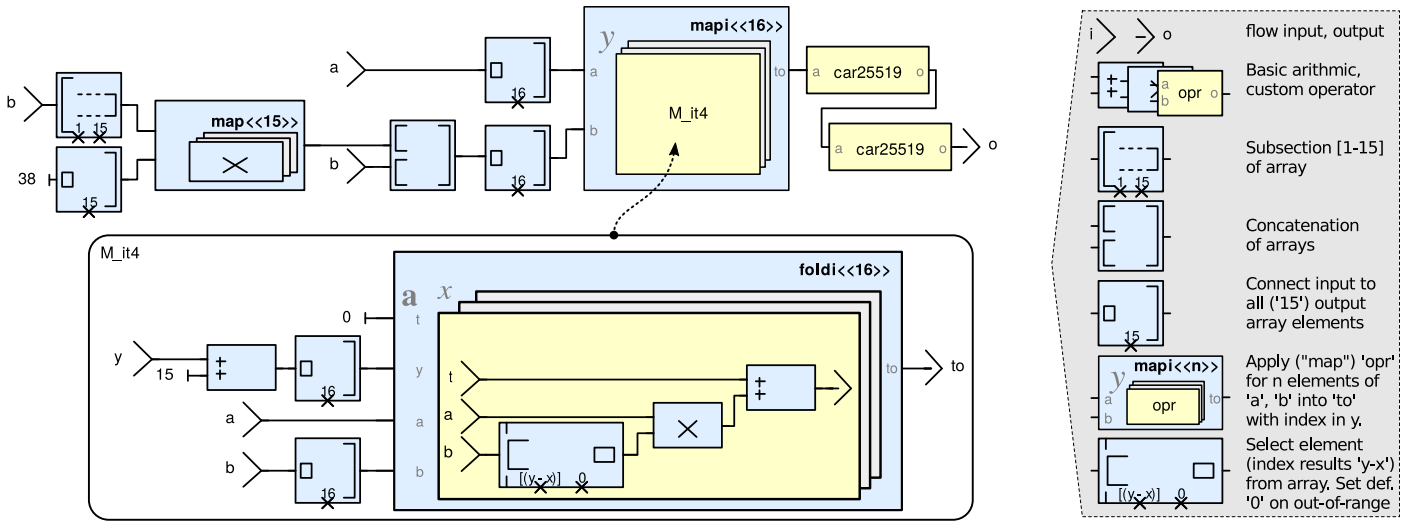 mapi<<16>>
y
a
a
16
a
to
a
car25519
o
M_it4
b
1 15
map<<15>>
38
15
b
16
b
a
car25519
o
o
M_it4
foldi<<16>>
a
x
0
t
y
15
16
y
t
to
to
a
a
a
b
16
b
b
[(y-x)]
0
i
o
flow input, output
a
b
opr
o
Basic arithmic,
custom operator
1 15
Subsection [1-15]
of array
Concatenation
of arrays
15
Connect input to
all ('15') output
array elements
y
mapi<<n>>
a
b
opr
to
Apply ("map") 'opr'
for n elements of
'a', 'b' into 'to'
with index in y.
[(y-x)]
0
Select element
(index results 'y-x')
from array. Set def.
'0' on out-of-range